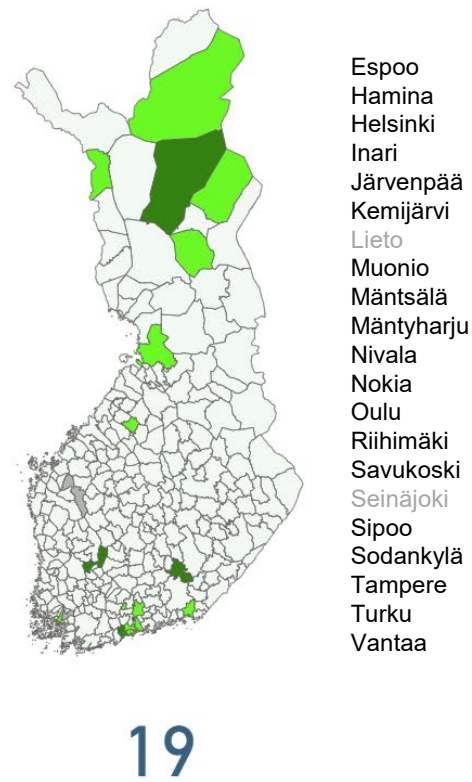 Espoo
Hamina
Helsinki
Inari
Järvenpää
Kemijärvi
Lieto
Muonio
Mäntsälä
Mäntyharju
Nivala
Nokia
Oulu
Riihimäki
Savukoski
Seinäjoki
Sipoo
Sodankylä
Tampere
Turku
Vantaa
19